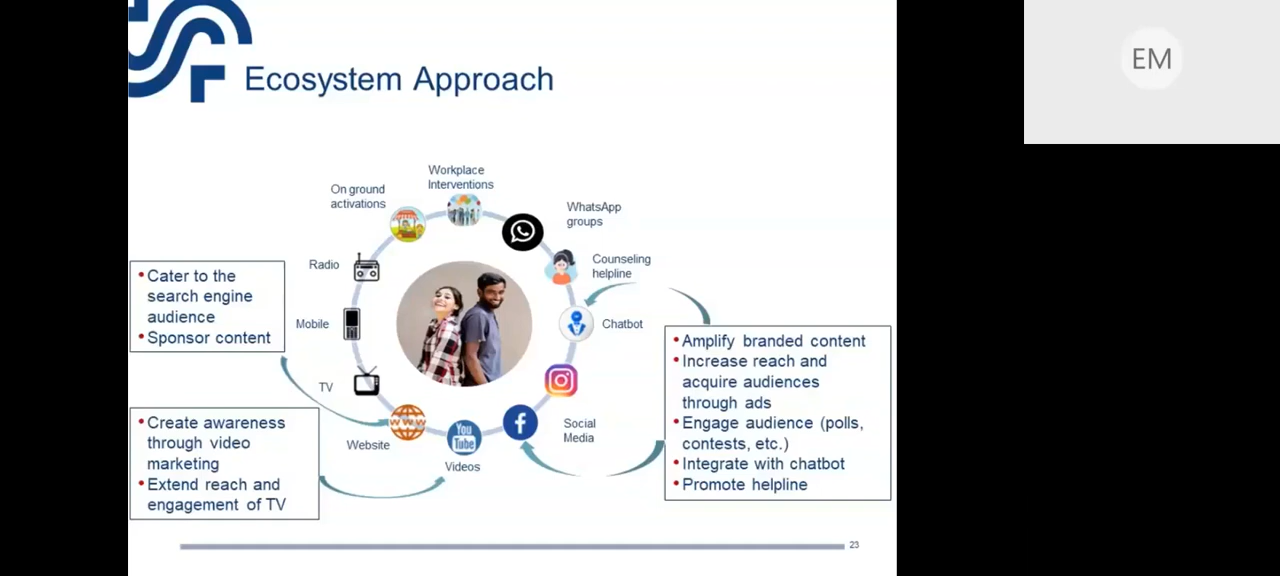 EM
Ecosystem Approach
Workplace
Interventions
On ground
activations
WhatsApp
groups
Radio
Counseling
helpline
Mobile
Chatbot
TV
Website
You
Tube
Videos
Social
Media
www
•Cater to the
search engine
audience
•Sponsor content
•Create awareness
through video
marketing
•Extend reach and
engagement of TV
•Amplify branded content
•Increase reach and
acquire audiences
through ads
•Engage audience (polls,
contests, etc.)
•Integrate with chatbot
•Promote helpline
23